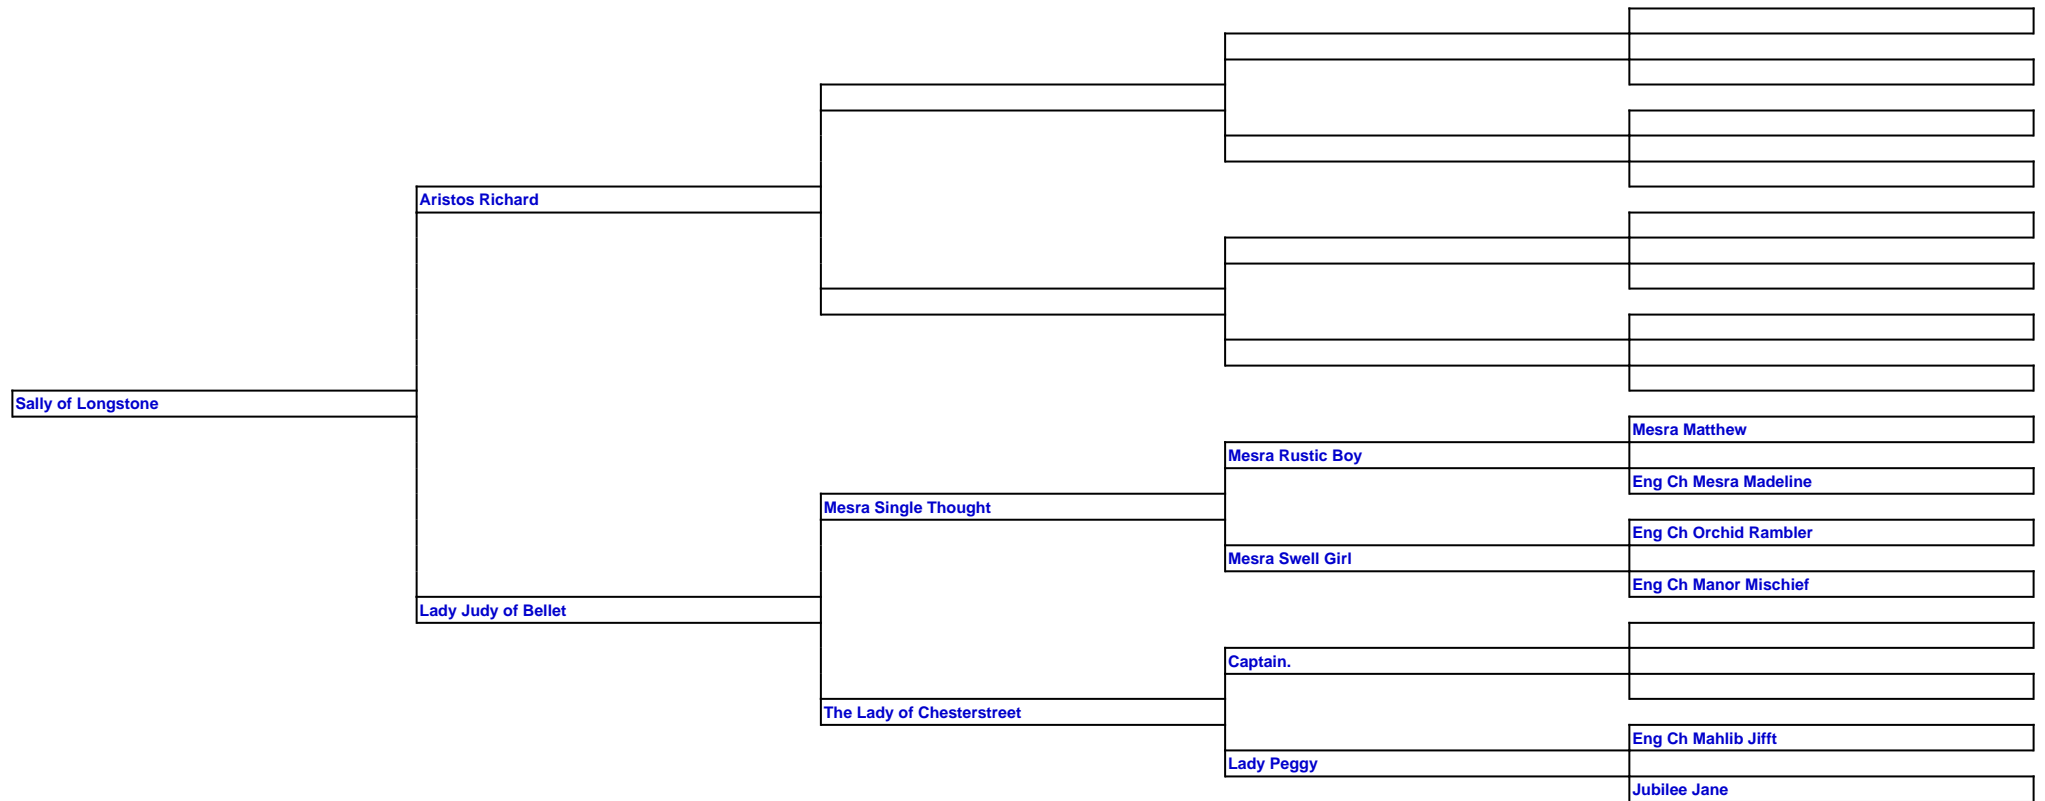 Aristos Richard
Sally of Longstone
Mesra Matthew
Mesra Rustic Boy
Eng Ch Mesra Madeline
Mesra Single Thought
Eng Ch Orchid Rambler
Mesra Swell Girl
Eng Ch Manor Mischief
Lady Judy of Bellet
Captain.
The Lady of Chesterstreet
Eng Ch Mahlib Jifft
Lady Peggy
Jubilee Jane